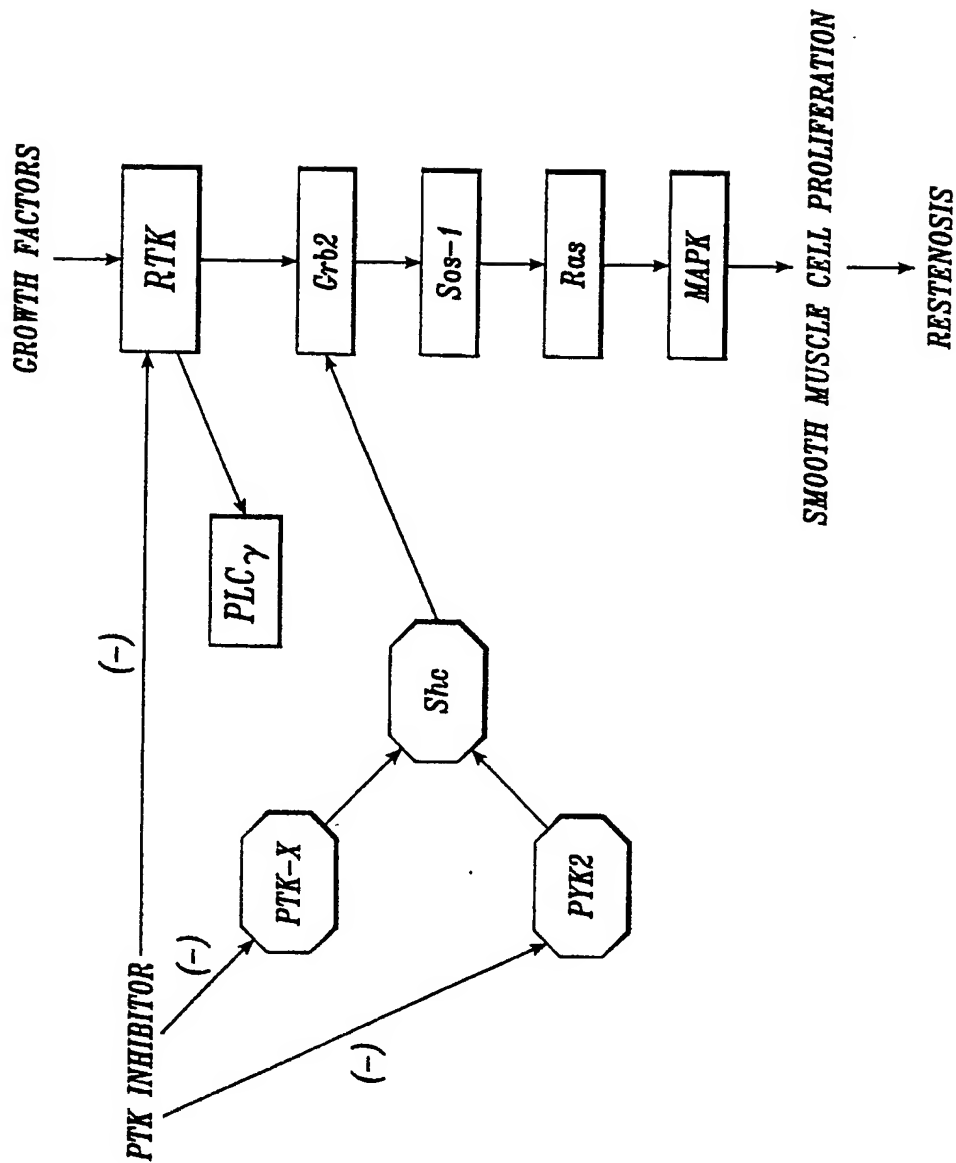 GROWTH FACTORS
PTK INHIBITOR
(-)
RTK
(-)
PLCγ
PTK-X
Grb2
(-)
Shc
Sos-1
PYK2
Ras
MAPK
SMOOTH MUSCLE CELL PROLIFERATION
RESTENOSIS